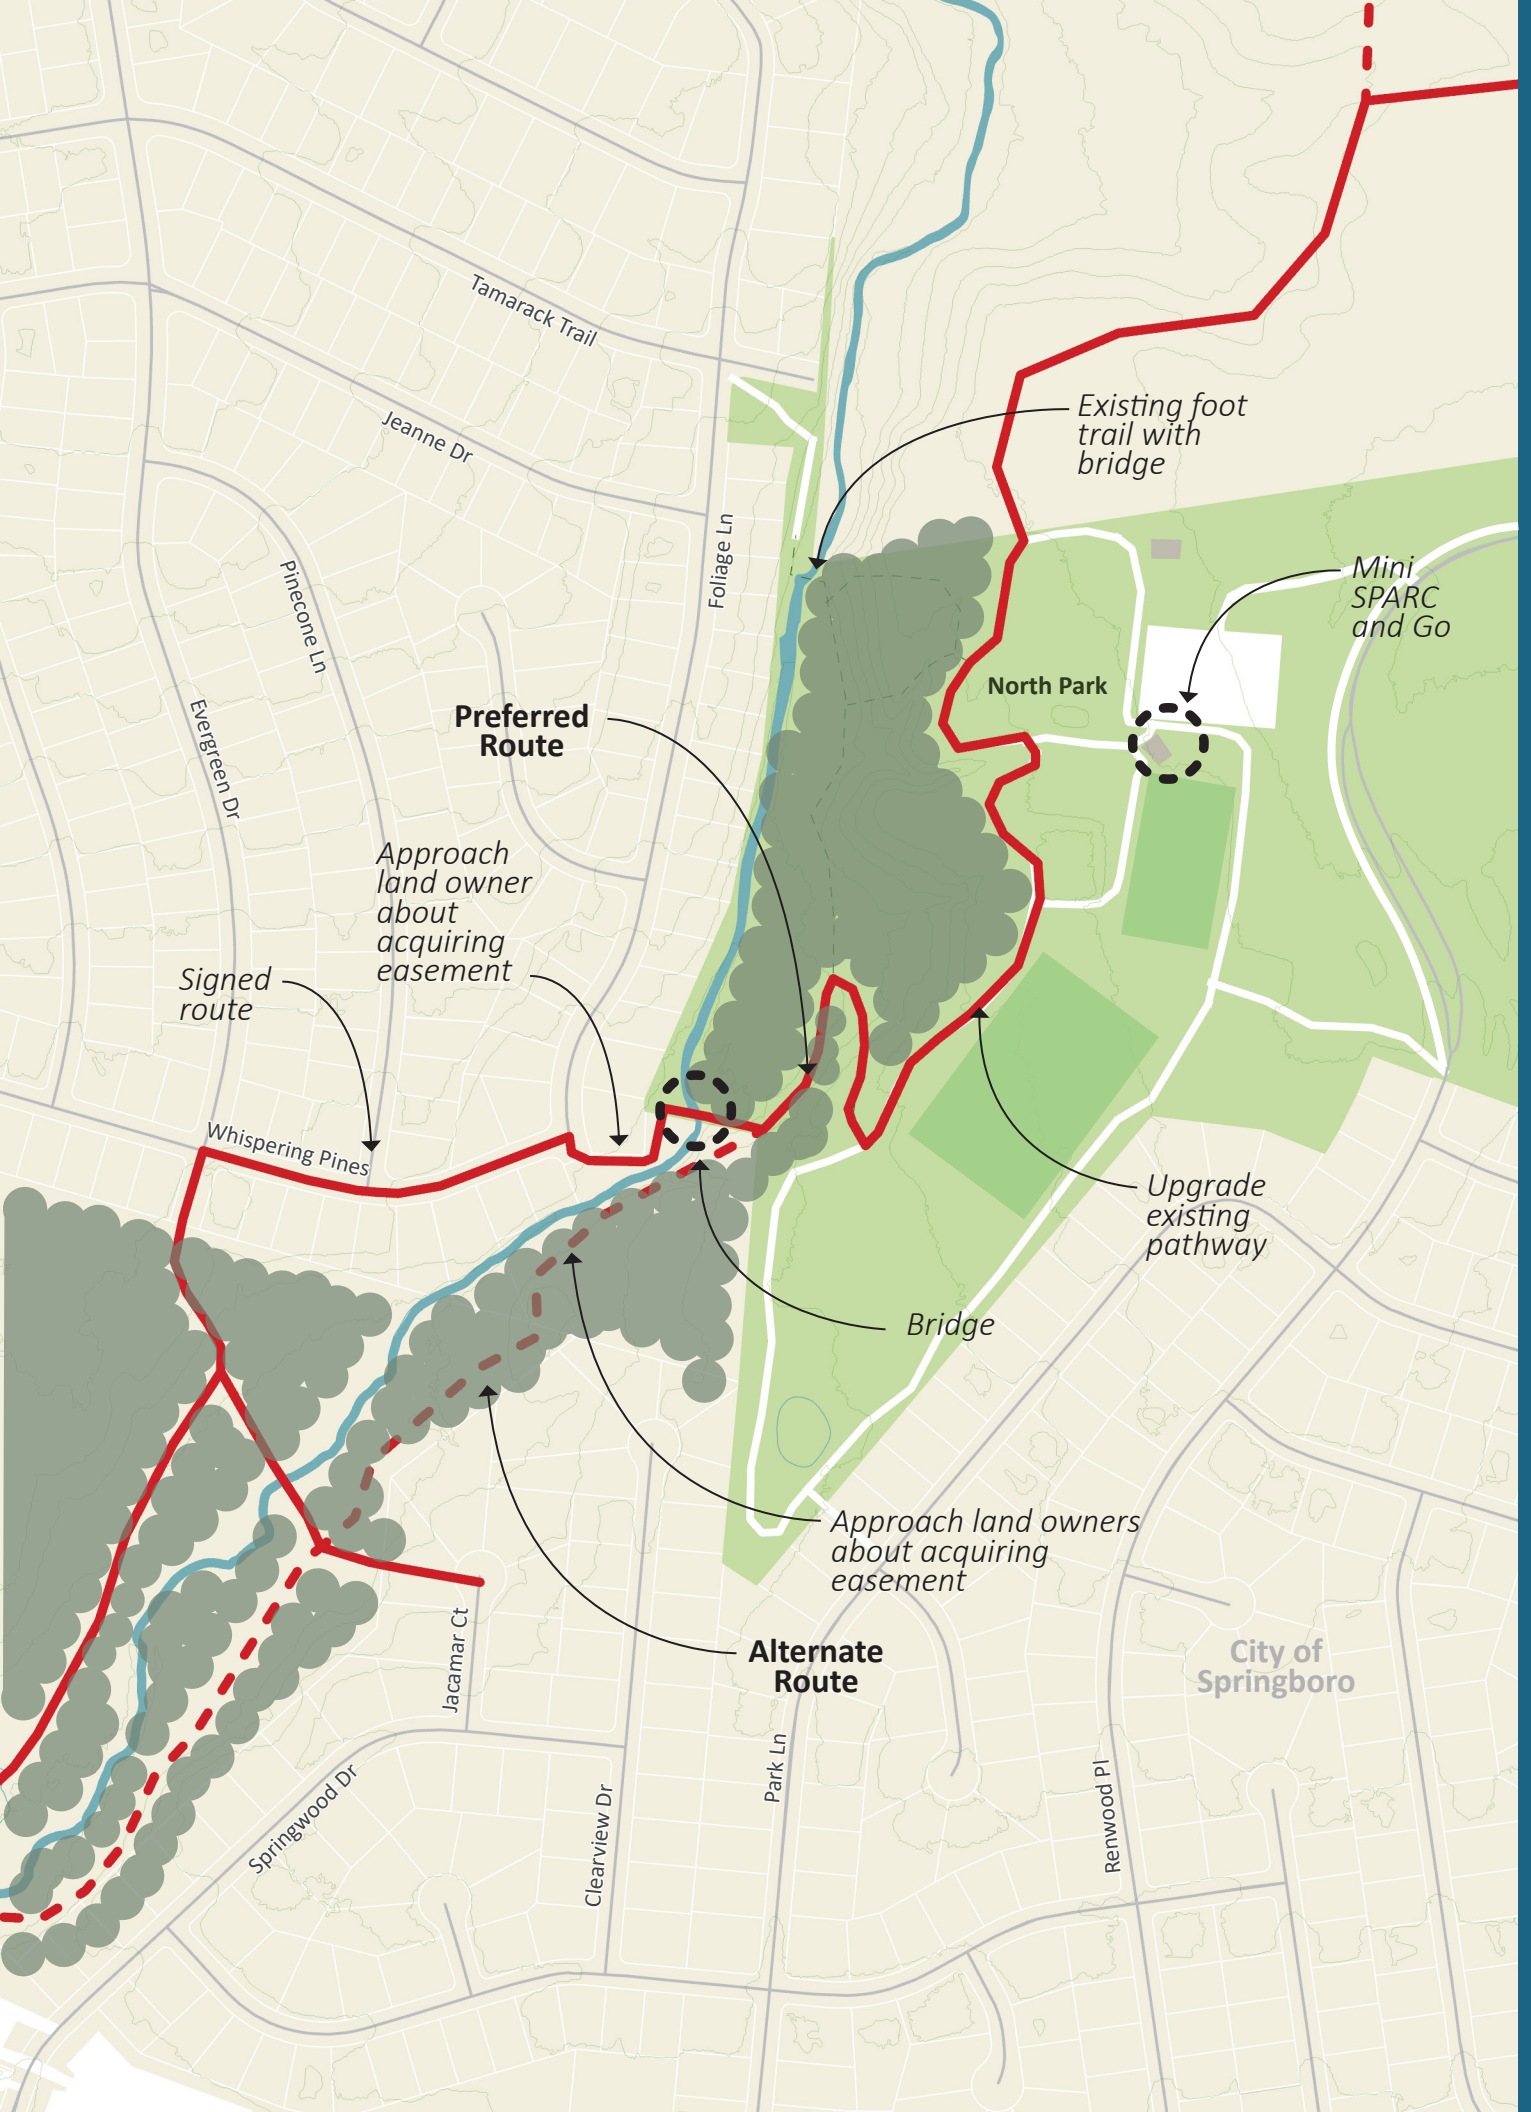 Tamarack Trail
Existing foot
trail with
bridge
Jeanne Dr
Foliage Ln
Pinecone Ln
Mini
SPARC
and Go
North Park
Preferred
Route
Evergreen Dr
Approach
land owner
about
acquiring
easement
Signed
route
Whispering Pines
Upgrade
existing
pathway
Bridge
Approach land owners
about acquiring
easement
Alternate
Route
City of
Springboro
Jacamar Ct
Park Ln
Renwood Pl
Springwood Dr
Clearview Dr